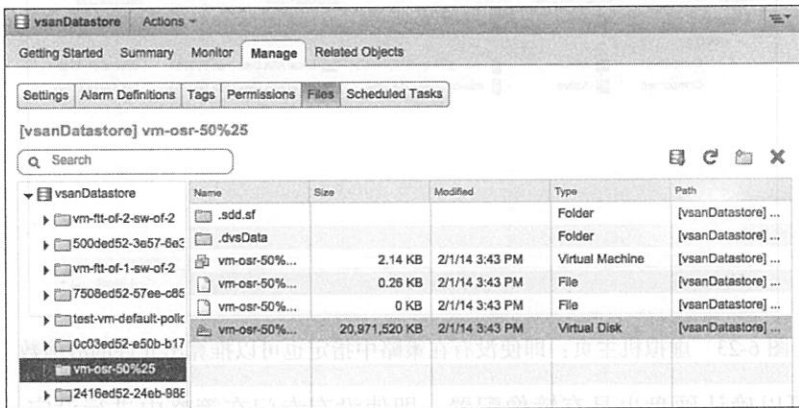 vsanDatastore Actions
Getting Started Summary Monitor Manage Related Objects
Settings Alarm Definitions Tags Permissions Files Scheduled Tasks
[vsanDatastore] vm-osr-50%25
Search
vsanDatastore
vm-ftt-of-2-sw-of-2
500ded52-3e57-6e3
vm-ftt-of-1-sw-of-2
7508ed52-57ee-c85
test-vm-default-polic
0c03ed52-e50b-b17
vm-osr-50%25
2416ed52-24eb-988
Name Size Modified Type Path
.sdd.sf Folder [vsanDatastore] ...
.dvsData Folder [vsanDatastore] ...
vm-osr-50%... 2.14 KB 2/1/14 3:43 PM Virtual Machine [vsanDatastore] ...
vm-osr-50%... 0.26 KB 2/1/14 3:43 PM File [vsanDatastore] ...
vm-osr-50%... 0 KB 2/1/14 3:43 PM File [vsanDatastore] ...
vm-osr-50%... 20,971,520 KB 2/1/14 3:43 PM Virtual Disk [vsanDatastore] ...